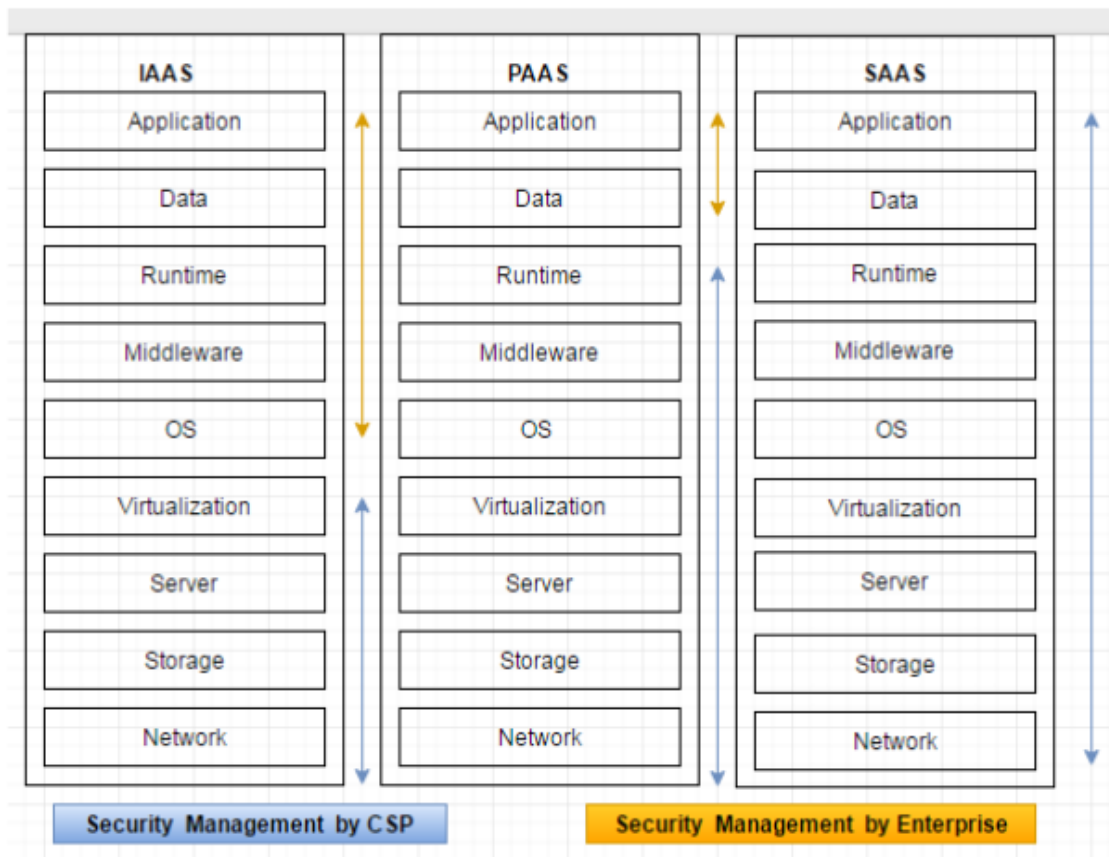 IAAS
Application
Data
Runtime
Middleware
OS
Virtualization
Server
Storage
Network
PAAS
Application
Data
Runtime
Middleware
OS
Virtualization
Server
Storage
Network
SAAS
Application
Data
Runtime
Middleware
OS
Virtualization
Server
Storage
Network
Security Management by CSP
Security Management by Enterprise